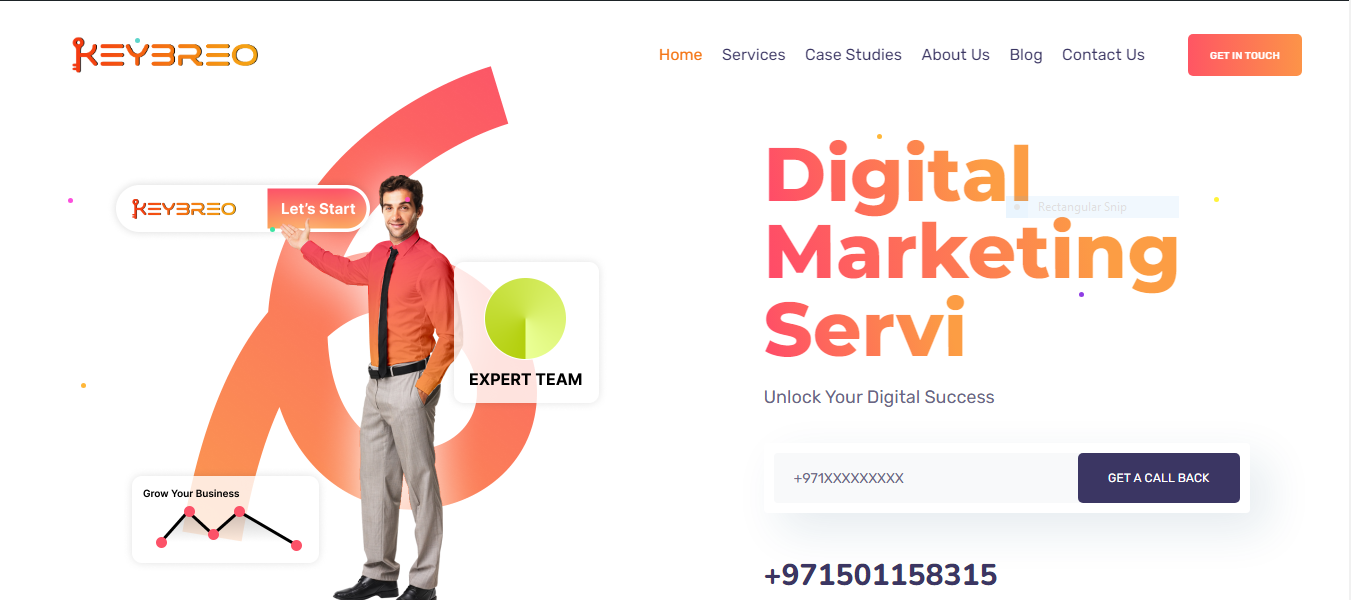 KEYBREO
Home Services Case Studies About Us Blog Contact Us
GET IN TOUCH
Digital
Marketing
Servi
Rectangular Snip
KEYBREO
Let's Start
EXPERT TEAM
Unlock Your Digital Success
+971XXXXXXXXX
GET A CALL BACK
Grow Your Business
+971501158315